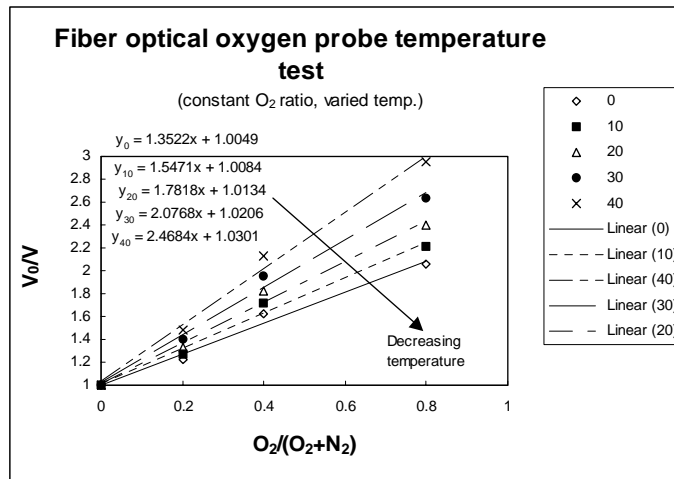 Fiber optical oxygen probe temperature
test
(constant O₂ ratio, varied temp.)
y₀ = 1.3522x + 1.0049
y₁₀ = 1.5471x + 1.0084
y₂₀ = 1.7818x + 1.0134
y₃₀ = 2.0768x + 1.0206
y₄₀ = 2.4684x + 1.0301
V₀/V
3
2.8
2.6
2.4
2.2
2
1.8
1.6
1.4
1.2
1
0
0.2
0.4
0.6
0.8
1
O₂/(O₂+N₂)
Decreasing
temperature
0
10
20
30
40
Linear (0)
Linear (10)
Linear (40)
Linear (30)
Linear (20)